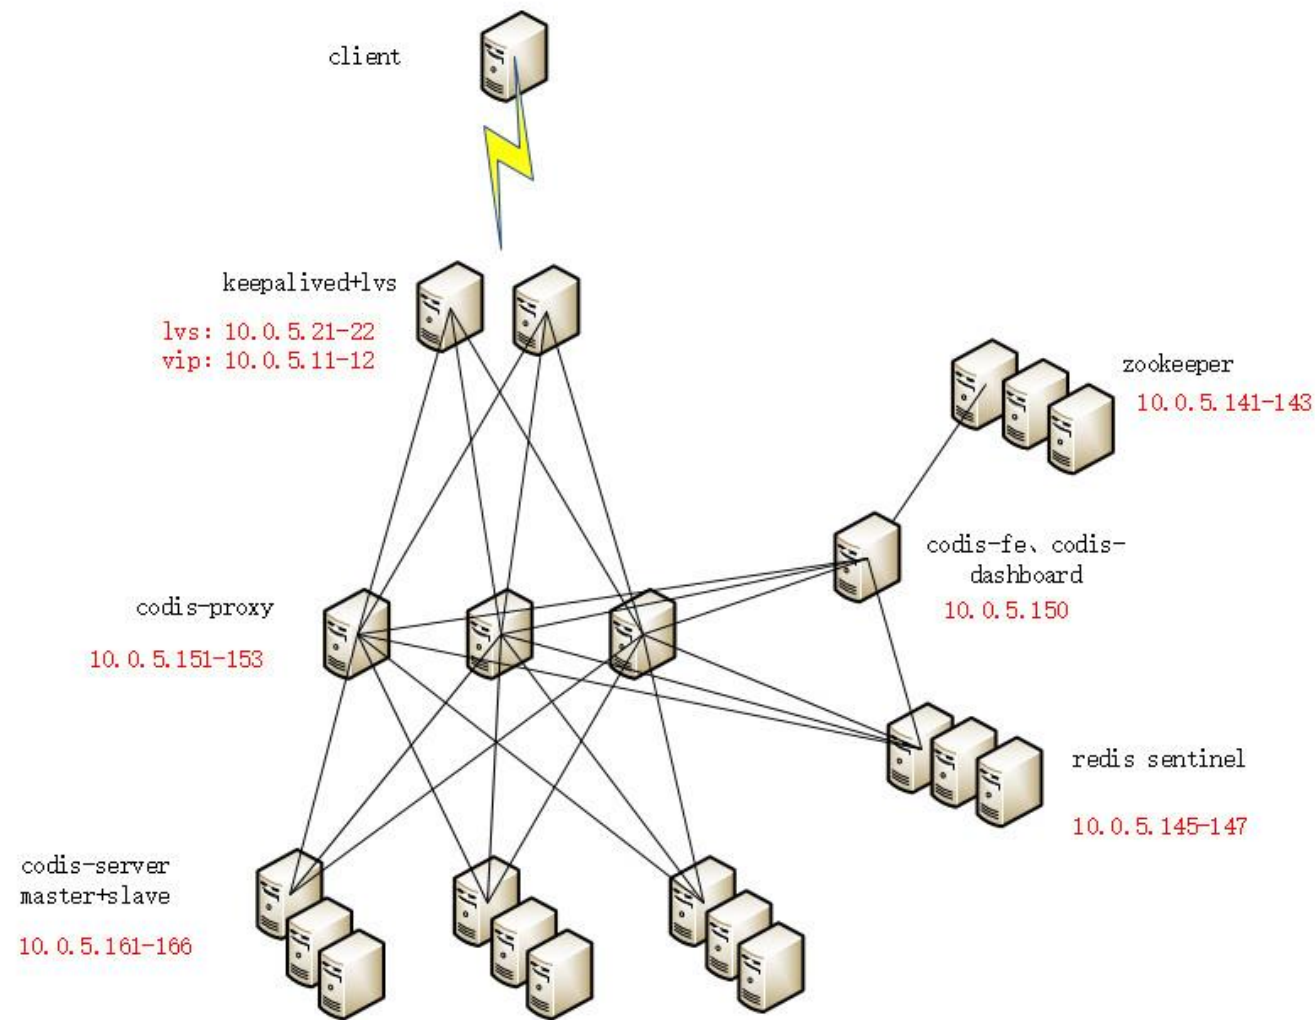 client
keepalived+lvs
lvs: 10.0.5.21-22
vip: 10.0.5.11-12
zookeeper
10.0.5.141-143
codis-fe、codis-
dashboard
10.0.5.150
codis-proxy
10.0.5.151-153
redis sentinel
10.0.5.145-147
codis-server
master+slave
10.0.5.161-166